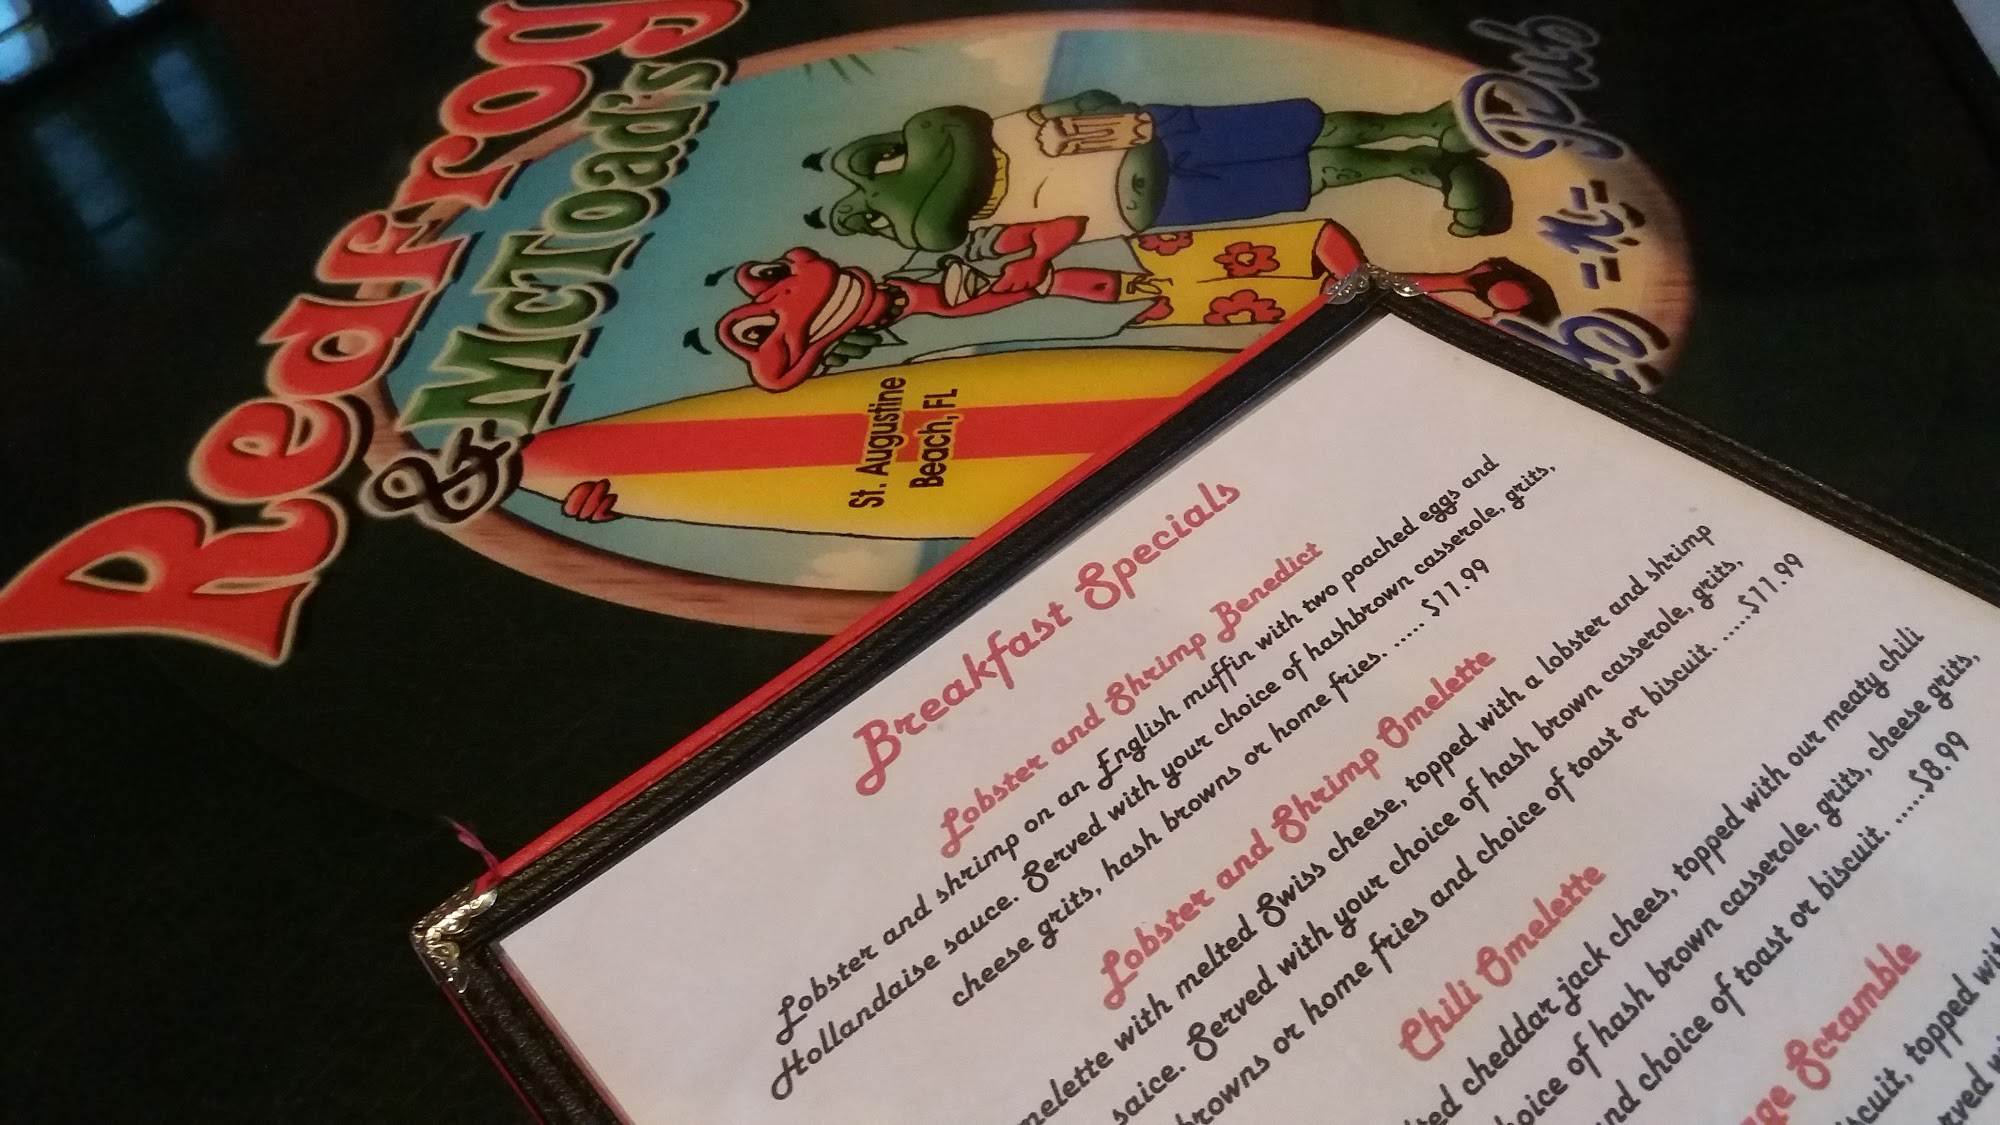 Redfrog
& McToad's
Pub
-n-
St. Augustine
Beach, FL
Breakfast Specials
Lobster and Shrimp Benedict
Lobster and shrimp on an English muffin with two poached eggs and
Hollandaise sauce. Served with your choice of hashbrown casserole, grits,
cheese grits, hash browns or home fries. ..... $11.99
Lobster and Shrimp Omelette
melette with melted Swiss cheese, topped with a lobster and shrimp
saice. Served with your choice of hash brown casserole, grits,
browns or home fries and choice of toast or biscuit. .....$11.99
Chili Omelette
ted cheddar jack chees, topped with our meaty chili
hoice of hash brown casserole, grits, cheese grits,
nd choice of toast or biscuit. ....$8.99
age Scramble
iscuit, topped with
rved wi